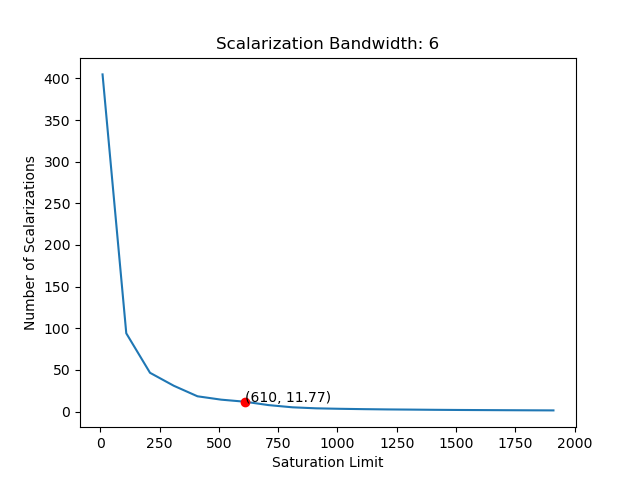 Scalarization Bandwidth: 6
Number of Scalarizations
400
350
300
250
200
150
100
50
0
(610, 11.77)
0 250 500 750 1000 1250 1500 1750 2000
Saturation Limit